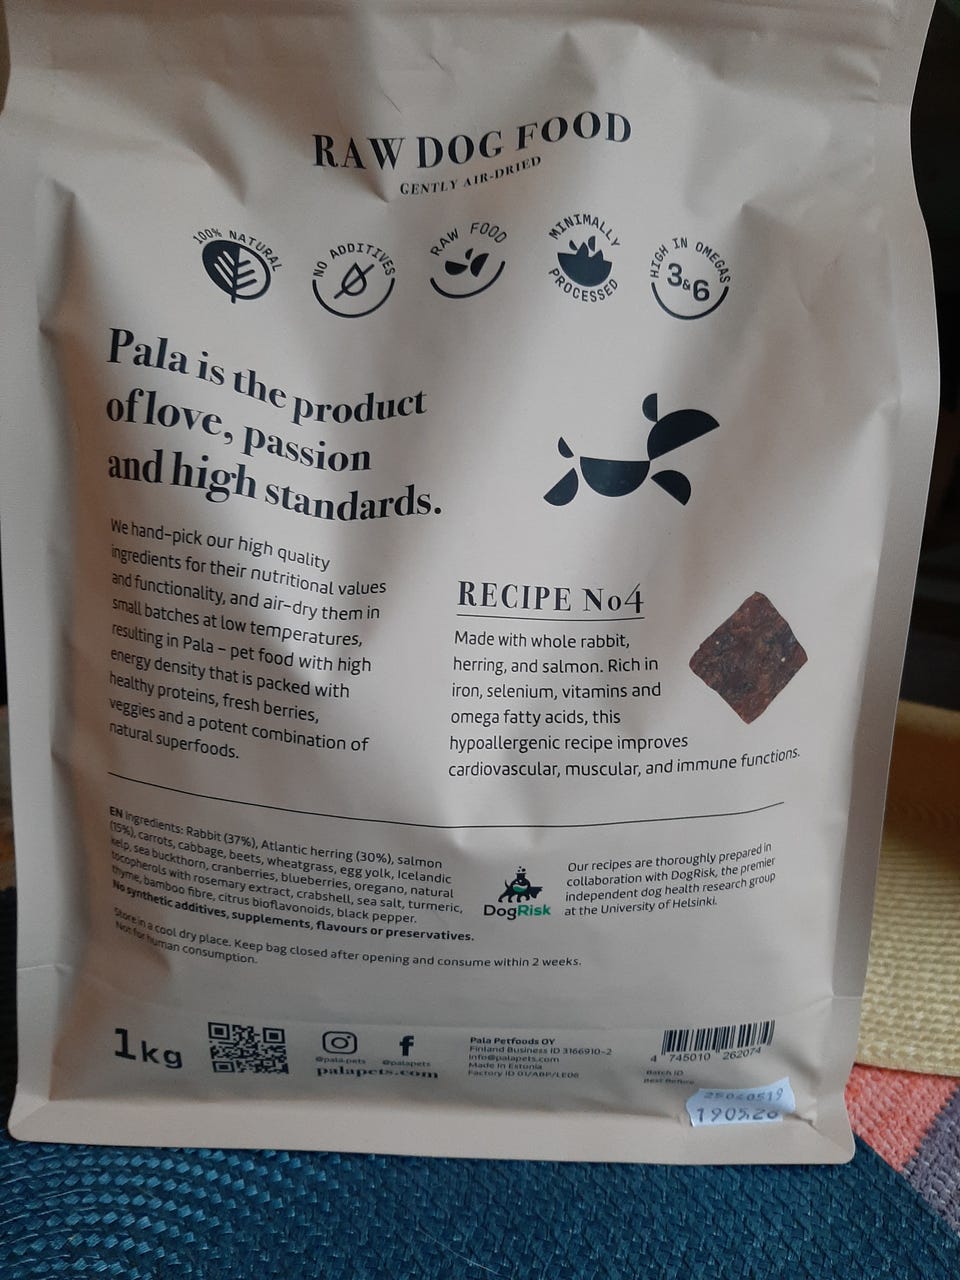 RAW DOG FOOD
GENTLY AIR-DRIED
100% NATURAL
NO ADDITIVES
RAW FOOD
MINIMALLY PROCESSED
HIGH IN OMEGAS
3&6
Pala is the product
of love, passion
and high standards.
We hand-pick our high quality
ingredients for their nutritional values
and functionality, and air-dry them in
small batches at low temperatures,
resulting in Pala – pet food with high
energy density that is packed with
healthy proteins, fresh berries,
veggies and a potent combination of
natural superfoods.
RECIPE No4
Made with whole rabbit,
herring, and salmon. Rich in
iron, selenium, vitamins and
omega fatty acids, this
hypoallergenic recipe improves
cardiovascular, muscular, and immune functions.
EN Ingredients: Rabbit (37%), Atlantic herring (30%), salmon
(15%), carrots, cabbage, beets, wheatgrass, egg yolk, Icelandic
kelp, sea buckthorn, cranberries, blueberries, oregano, natural
tocopherols with rosemary extract, crabshell, sea salt, turmeric,
thyme, bamboo fibre, citrus bioflavonoids, black pepper.
No synthetic additives, supplements, flavours or preservatives.
Store in a cool dry place. Keep bag closed after opening and consume within 2 weeks.
Not for human consumption.
DogRisk
Our recipes are thoroughly prepared in
collaboration with DogRisk, the premier
independent dog health research group
at the University of Helsinki.
1kg
@pala.pets
@palapets
palapets.com
Pala Petfoods OY
Finland Business ID 3166910-2
info@palapets.com
Made in Estonia
Factory ID 01/ABP/LE06
4 745010 262074
Batch ID
Best Before
25040519
190526